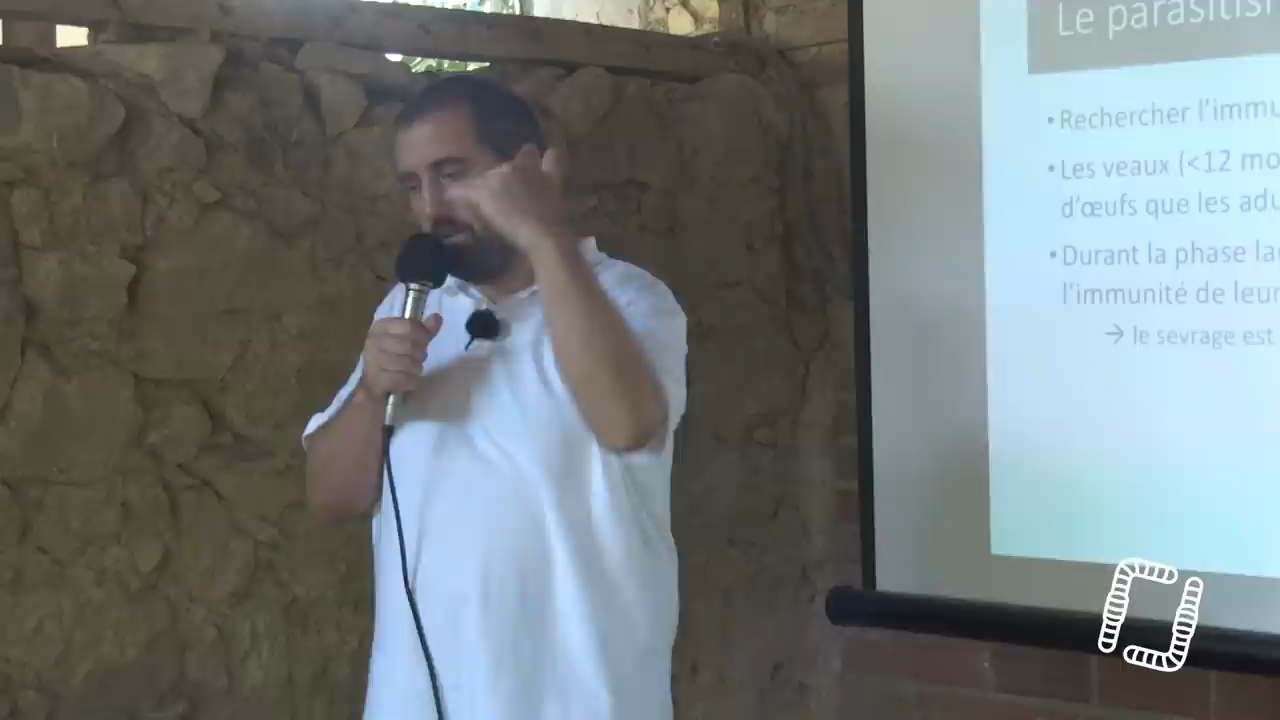 Le parasitis
• Rechercher l'immu
• Les veaux (<12 mo
d'œufs que les adu
• Durant la phase la
l'immunité de leur
→ le sevrage est